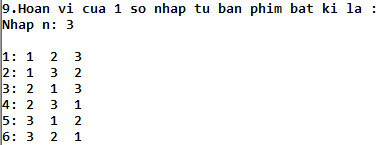 9.Hoan vi cua 1 so nhap tu ban phim bat ki la :
Nhap n: 3
1: 1 2 3
2: 1 3 2
3: 2 1 3
4: 2 3 1
5: 3 1 2
6: 3 2 1